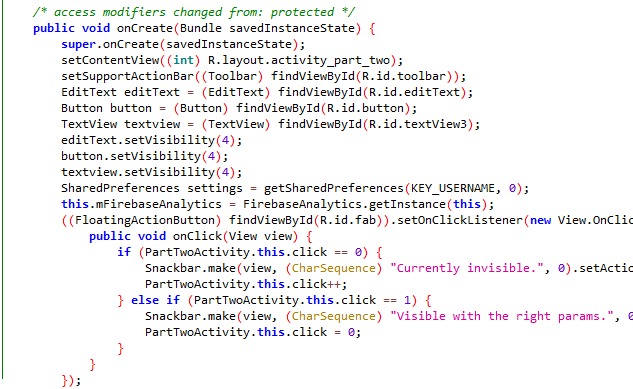 /* access modifiers changed from: protected */
public void onCreate(Bundle savedInstanceState) {
super.onCreate(savedInstanceState);
setContentView((int) R.layout.activity_part_two);
setSupportActionBar((Toolbar) findViewById(R.id.toolbar));
EditText editText = (EditText) findViewById(R.id.editText);
Button button = (Button) findViewById(R.id.button);
TextView textview = (TextView) findViewById(R.id.textView3);
editText.setVisibility(4);
button.setVisibility(4);
textview.setVisibility(4);
SharedPreferences settings = getSharedPreferences(KEY_USERNAME, 0);
this.mFirebaseAnalytics = FirebaseAnalytics.getInstance(this);
((FloatingActionButton) findViewById(R.id.fab)).setOnClickListener(new View.OnClic
public void onClick(View view) {
if (PartTwoActivity.this.click == 0) {
Snackbar.make(view, (CharSequence) "Currently invisible.", 0).setActio
PartTwoActivity.this.click++;
} else if (PartTwoActivity.this.click == 1) {
Snackbar.make(view, (CharSequence) "Visible with the right params.", 0
PartTwoActivity.this.click = 0;
}
}
});